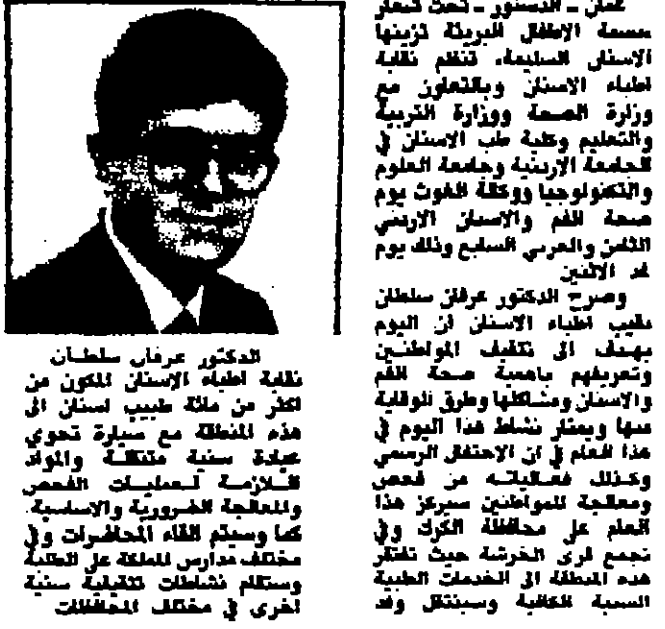 عمان - الدستور - تحت شعار
بسمة الاطفال البريئة تزينها
الاسنان السليمة، تنظم نقابة
اطباء الاسنان وبالتعاون مع
وزارة الصحة ووزارة التربية
والتعليم وكلية طب الاسنان في
الجامعة الاردنية وجامعة العلوم
والتكنولوجيا ووكالة الغوث يوم
صحة الفم والاسنان الاردني
الثامن والعربي السابع وذلك يوم
غد الاثنين
وصرح الدكتور عرفان سلطان
نقيب اطباء الاسنان ان اليوم
يهدف الى تثقيف المواطنين
وتعريفهم باهمية صحة الفم
والاسنان ومشاكلها وطرق الوقاية
منها ويمتاز نشاط هذا اليوم في
هذا العام في ان الاحتفال الرسمي
وكذلك فعالياته من فحص
ومعالجة للمواطنين سيركز هذا
العام على محافظة الكرك وفي
تجمع قرى الخرشة حيث تفتقر
هذه المنطقة الى الخدمات الطبية
السنية الكافية وسينتقل وفد
الدكتور عرفان سلطان
نقابة اطباء الاسنان المكون من
اكثر من مائة طبيب اسنان الى
هذه المنطقة مع سيارة تحوي
عيادة سنية متنقلة والمواد
اللازمة لعمليات الفحص
والمعالجة الضرورية والاساسية.
كما وسيتم القاء المحاضرات وفي
مختلف مدارس المملكة على الطلبة
وستقام نشاطات تثقيفية سنية
اخرى في مختلف المحافظات